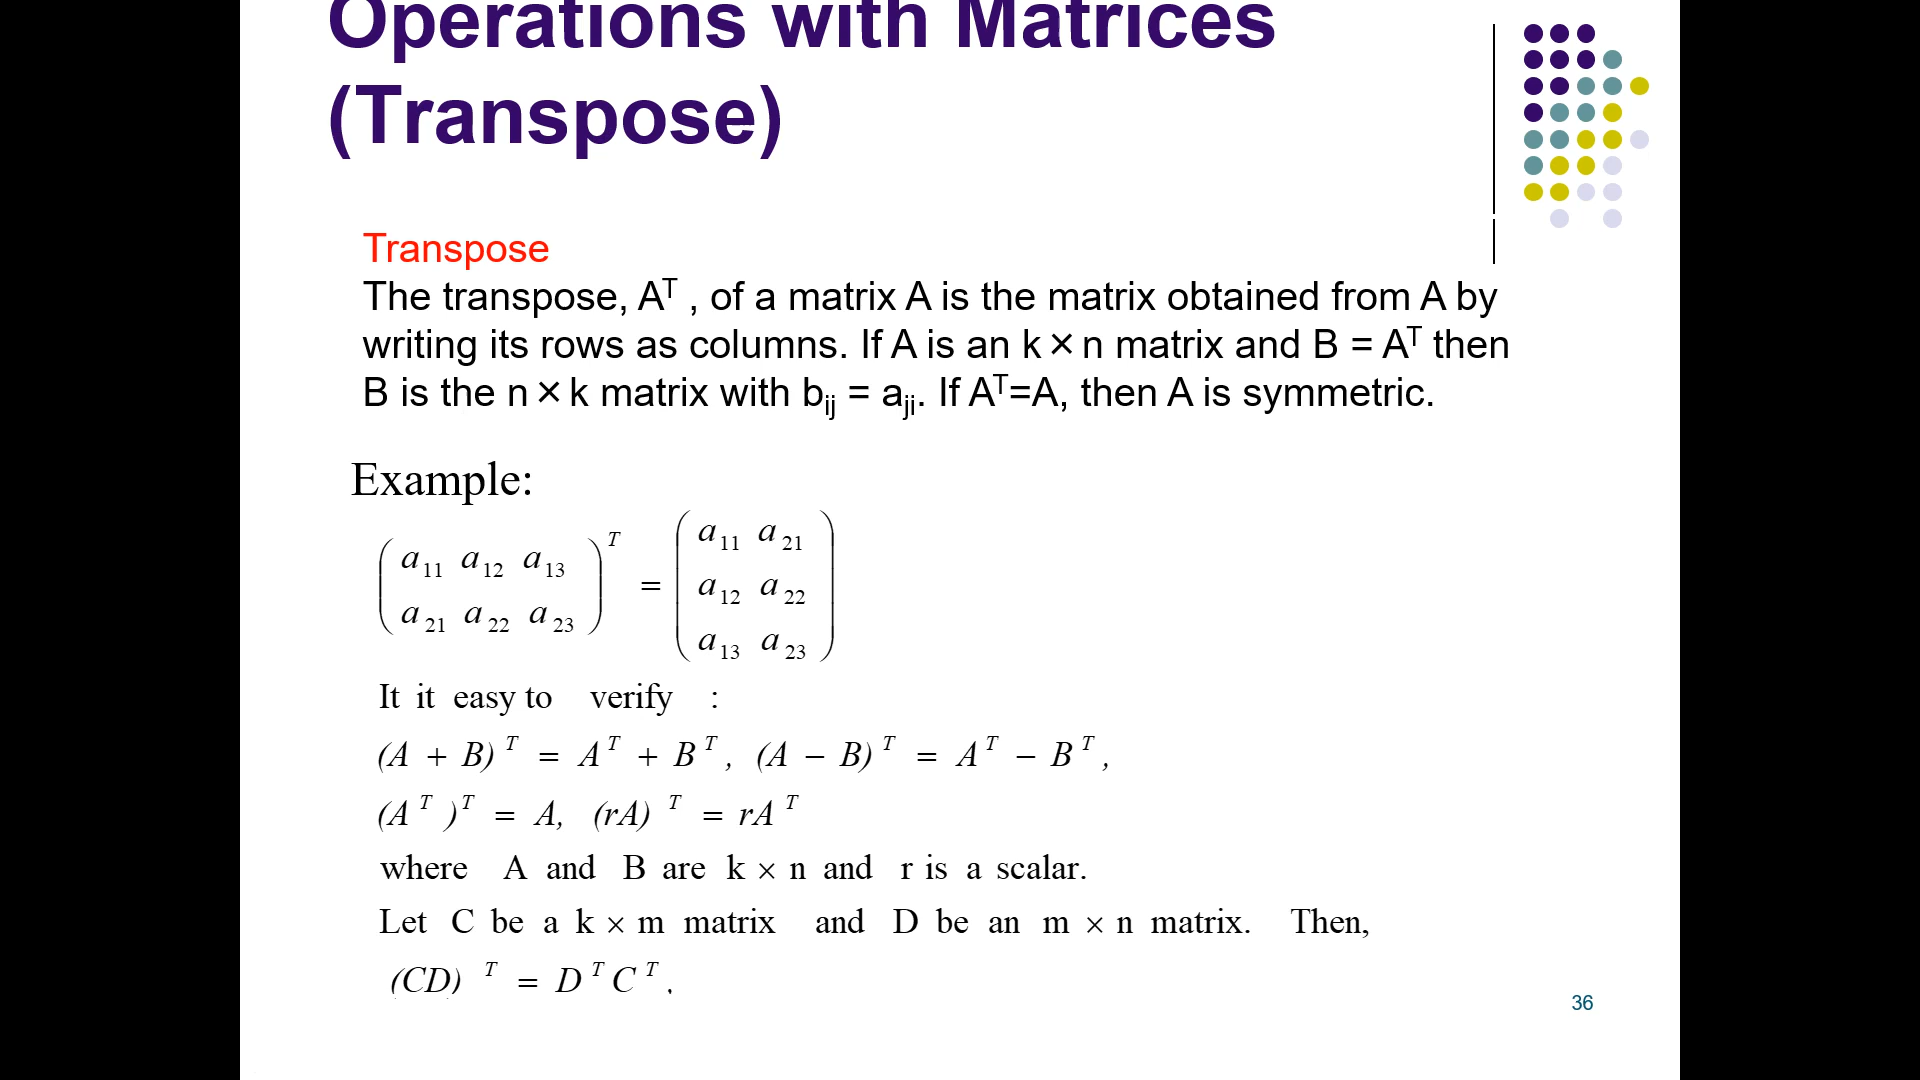 Operations with Matrices
(Transpose)
Transpose
The transpose, Aᵀ , of a matrix A is the matrix obtained from A by
writing its rows as columns. If A is an k×n matrix and B = Aᵀ then
B is the n×k matrix with bᵢⱼ = aⱼᵢ. If Aᵀ=A, then A is symmetric.
Example:
( a₁₁ a₁₂ a₁₃ ; a₂₁ a₂₂ a₂₃ )ᵀ = ( a₁₁ a₂₁ ; a₁₂ a₂₂ ; a₁₃ a₂₃ )
It it easy to verify :
(A + B)ᵀ = Aᵀ + Bᵀ, (A − B)ᵀ = Aᵀ − Bᵀ,
(Aᵀ)ᵀ = A, (rA)ᵀ = rAᵀ
where A and B are k × n and r is a scalar.
Let C be a k × m matrix and D be an m × n matrix. Then,
(CD)ᵀ = DᵀCᵀ,
36